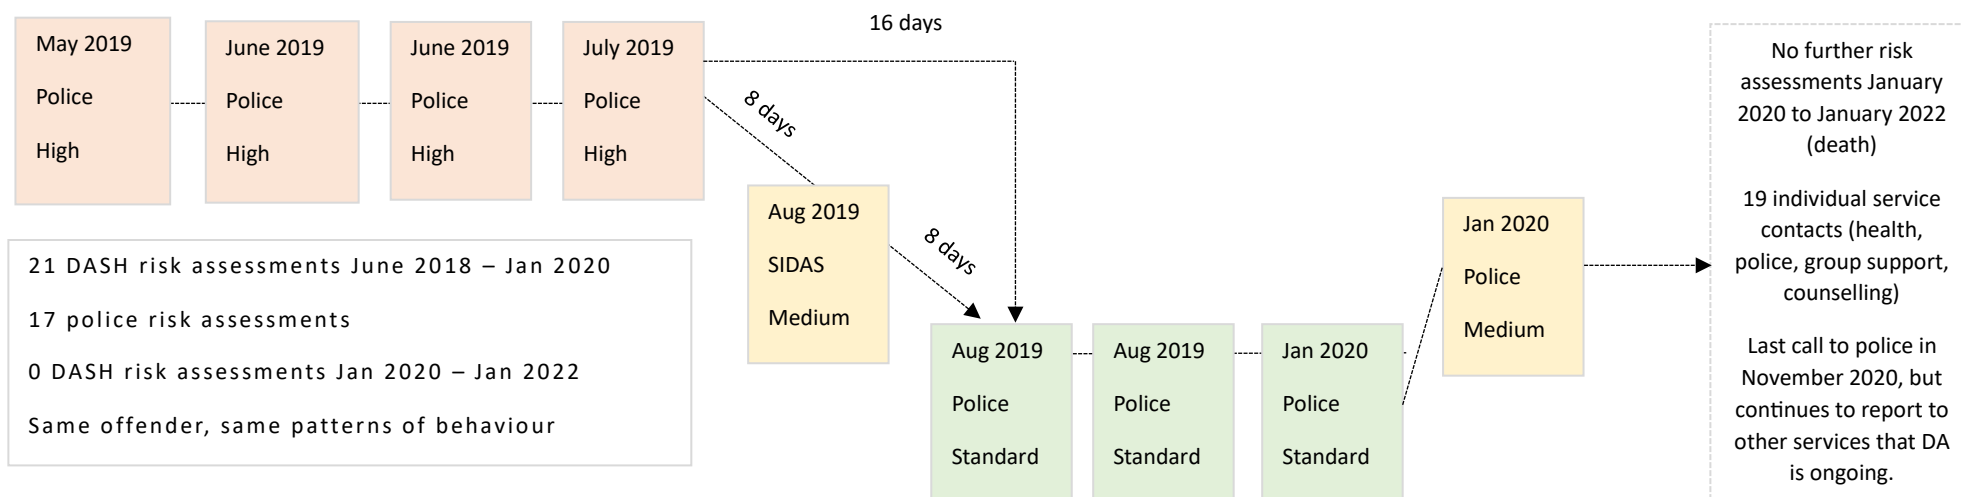 May 2019
Police
High
June 2019
Police
High
June 2019
Police
High
July 2019
Police
High
16 days
8 days
Aug 2019
SIDAS
Medium
8 days
Aug 2019
Police
Standard
Aug 2019
Police
Standard
Jan 2020
Police
Standard
Jan 2020
Police
Medium
No further risk
assessments January
2020 to January 2022
(death)
19 individual service
contacts (health,
police, group support,
counselling)
Last call to police in
November 2020, but
continues to report to
other services that DA
is ongoing.
21 DASH risk assessments June 2018 – Jan 2020
17 police risk assessments
0 DASH risk assessments Jan 2020 – Jan 2022
Same offender, same patterns of behaviour